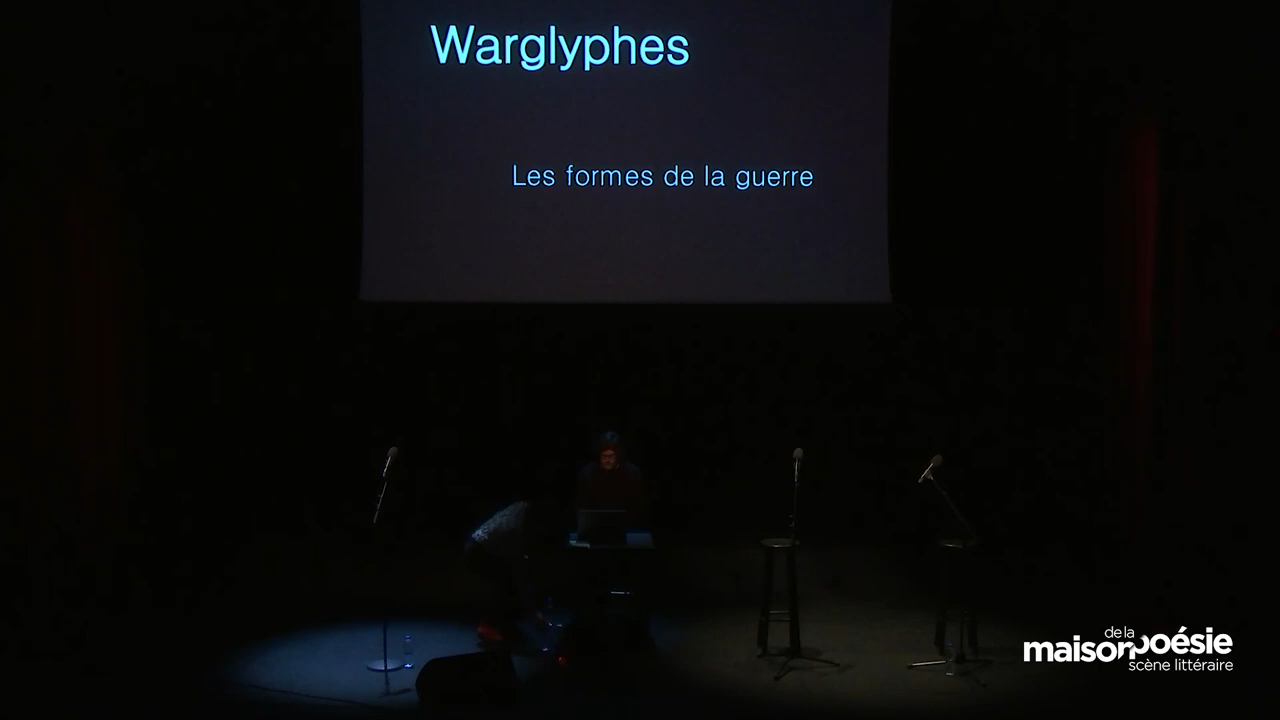 Warglyphes
Les formes de la guerre
de la
maison poésie
scène littéraire